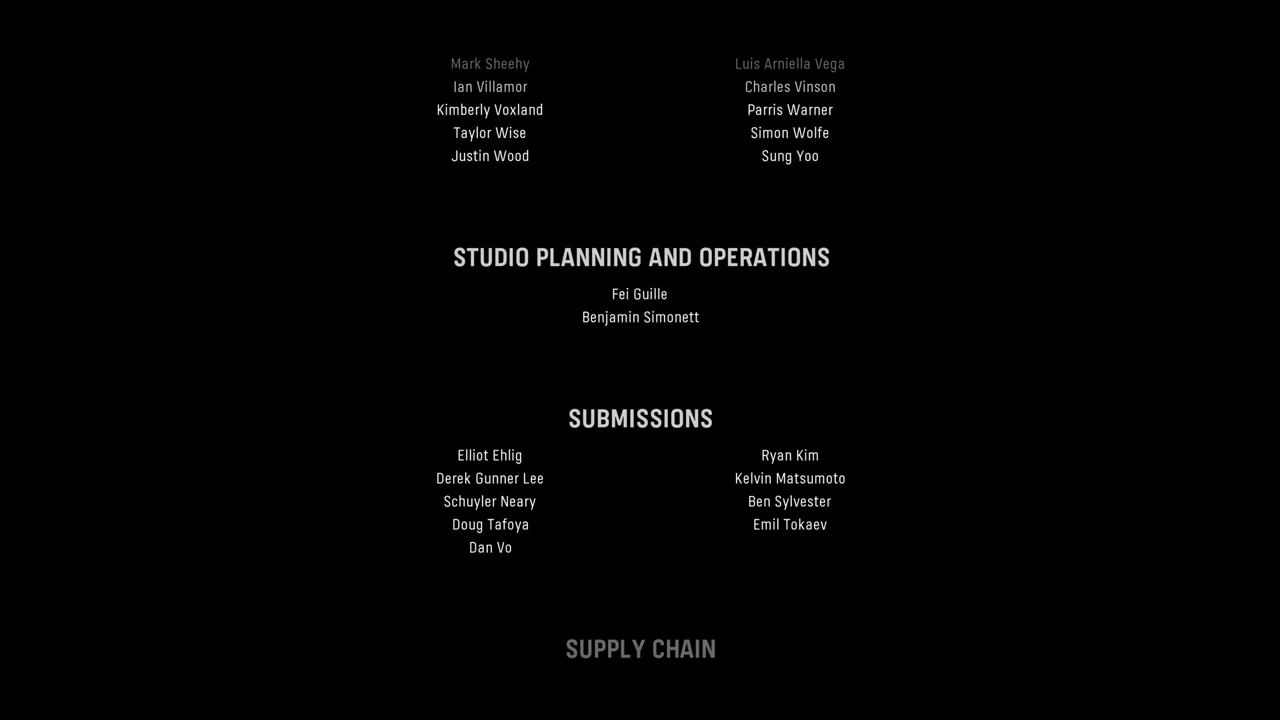 Mark Sheehy Luis Arniella Vega
Ian Villamor Charles Vinson
Kimberly Voxland Parris Warner
Taylor Wise Simon Wolfe
Justin Wood Sung Yoo
STUDIO PLANNING AND OPERATIONS
Fei Guille
Benjamin Simonett
SUBMISSIONS
Elliot Ehlig Ryan Kim
Derek Gunner Lee Kelvin Matsumoto
Schuyler Neary Ben Sylvester
Doug Tafoya Emil Tokaev
Dan Vo
SUPPLY CHAIN